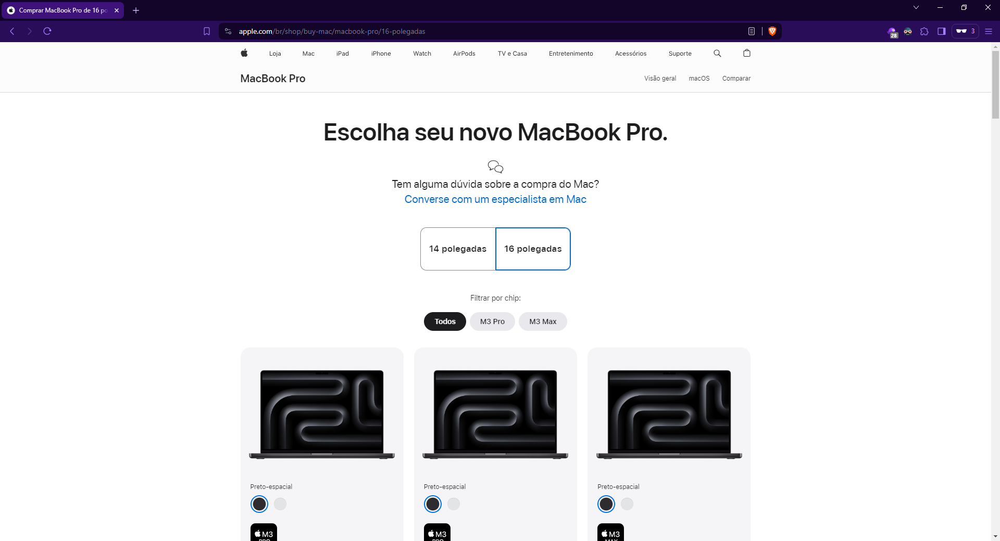 Comprar MacBook Pro de 16 po
apple.com/br/shop/buy-mac/macbook-pro/16-polegadas
28
3
Loja Mac iPad iPhone Watch AirPods TV e Casa Entretenimento Acessórios Suporte
MacBook Pro
Visão geral macOS Comparar
Escolha seu novo MacBook Pro.
Tem alguma dúvida sobre a compra do Mac?
Converse com um especialista em Mac
14 polegadas 16 polegadas
Filtrar por chip:
Todos M3 Pro M3 Max
Preto-espacial Preto-espacial Preto-espacial
M3 M3 M3
PRO PRO MAX